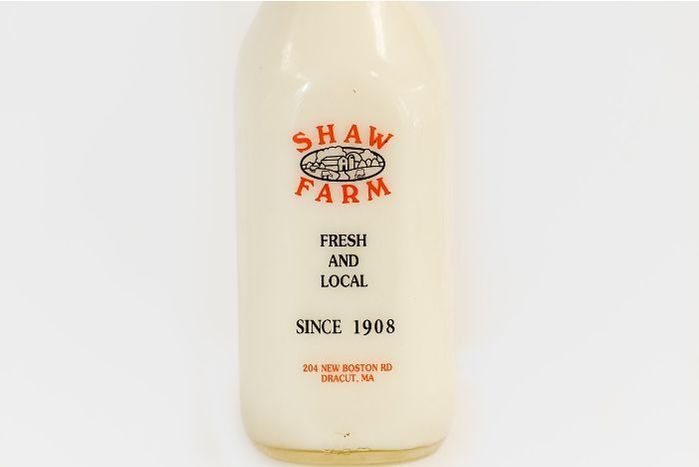 SHAW
FARM
FRESH
AND
LOCAL
SINCE 1908
204 NEW BOSTON RD
DRACUT, MA